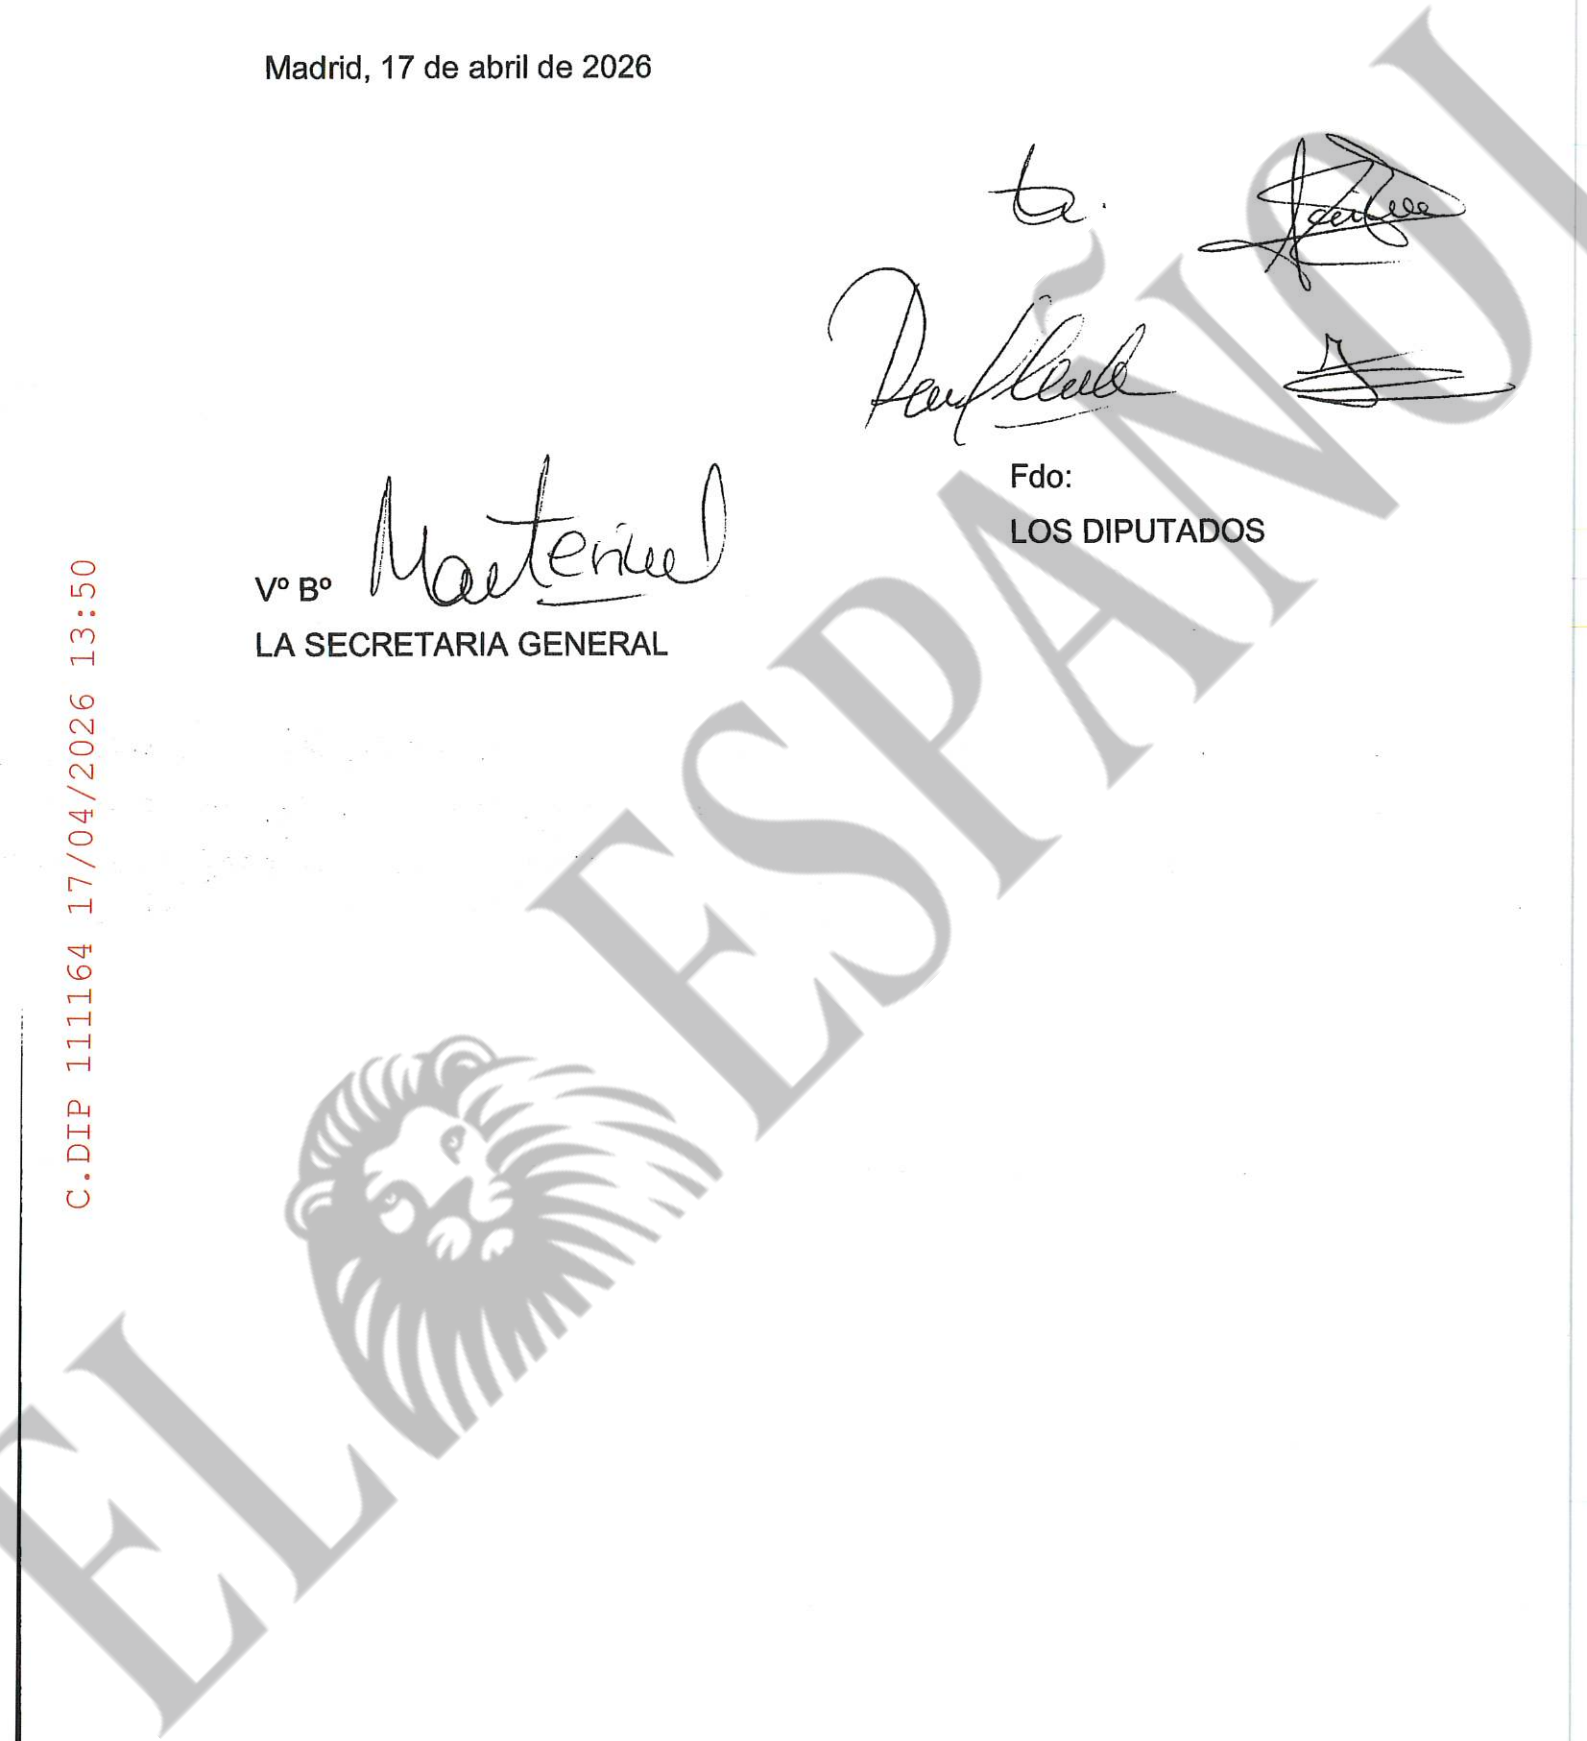 Madrid, 17 de abril de 2026
Fdo:
LOS DIPUTADOS
Vº Bº
LA SECRETARIA GENERAL
C.DIP 111164 17/04/2026 13:50
EL ESPAÑOL